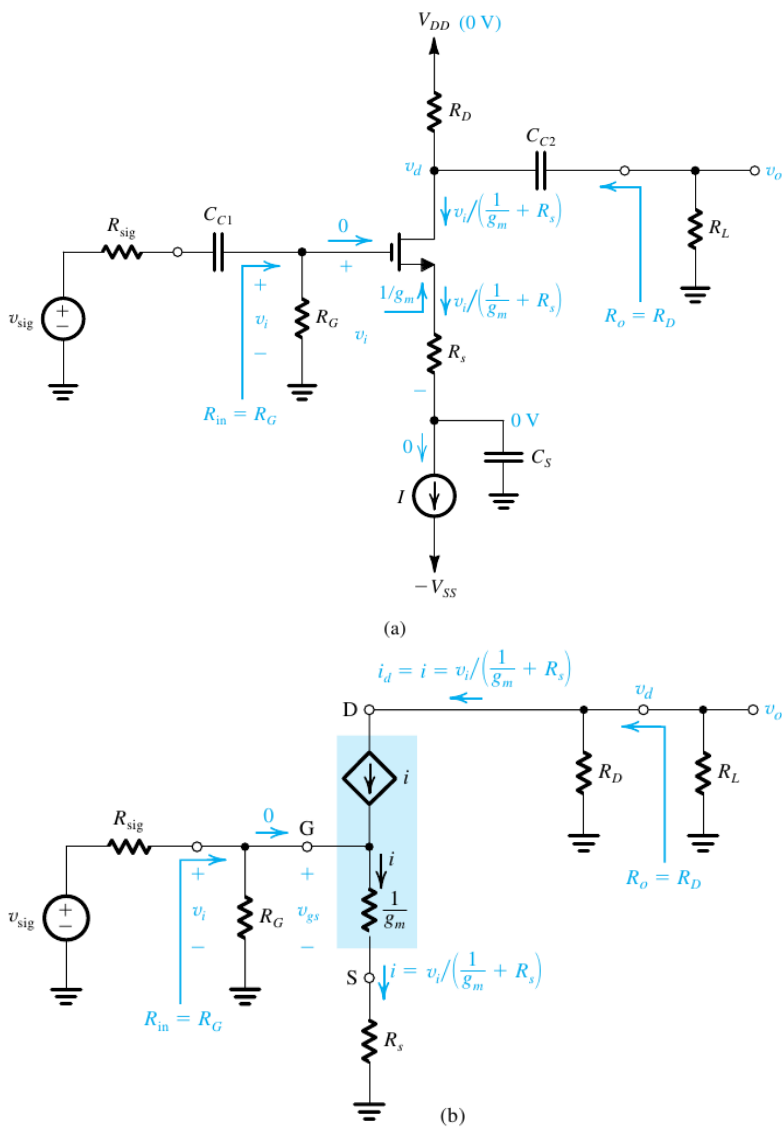 V_DD (0 V)
R_D
C_C2
v_d
v_o
v_i/(1/g_m + R_s)
R_sig
C_C1
0
R_L
+
+
1/g_m
v_i/(1/g_m + R_s)
v_sig
+
−
v_i
R_G
v_i
R_o = R_D
−
R_s
−
R_in = R_G
0 V
0
C_S
I
−V_SS
(a)
i_d = i = v_i/(1/g_m + R_s)
v_d
D
v_o
i
R_D
R_L
R_sig
0
G
i
R_o = R_D
+
+
v_sig
+
−
v_i
R_G
v_gs
1/g_m
−
−
S
i = v_i/(1/g_m + R_s)
R_in = R_G
R_s
(b)